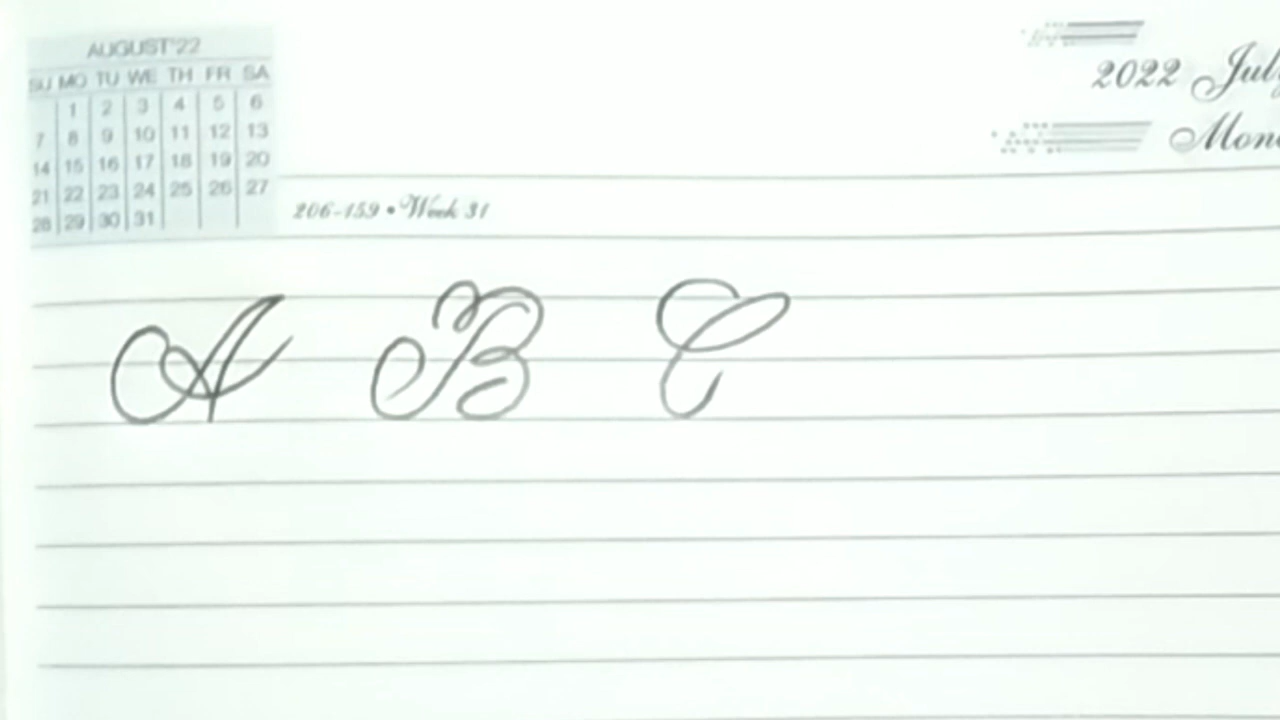 AUGUST'22
SU MO TU WE TH FR SA
1 2 3 4 5 6
7 8 9 10 11 12 13
14 15 16 17 18 19 20
21 22 23 24 25 26 27
28 29 30 31
2022 July
206-159 • Week 31
A B C